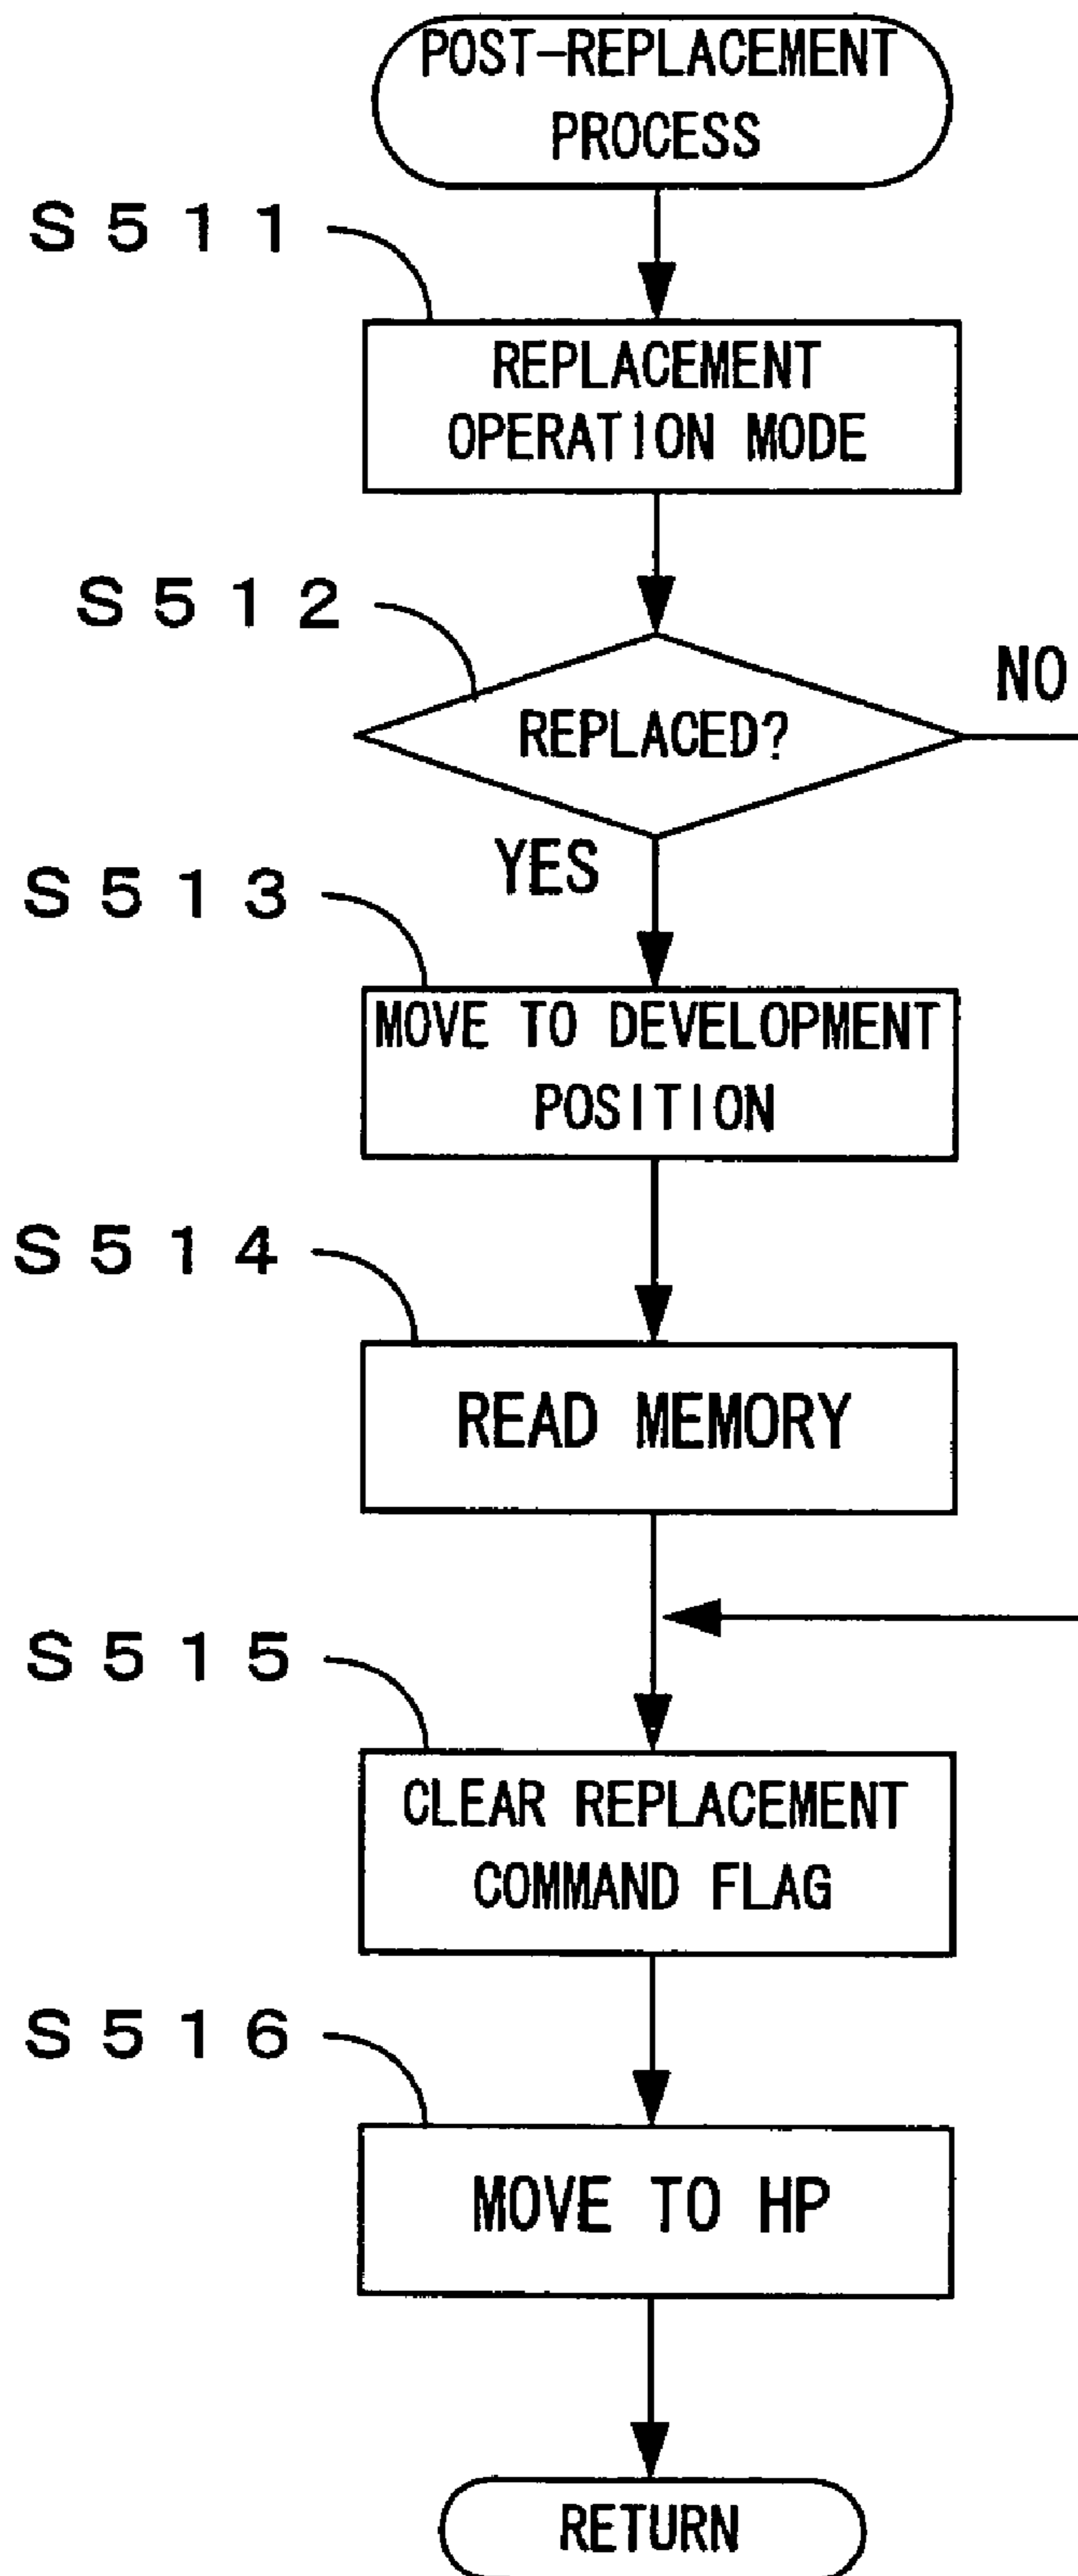 POST-REPLACEMENT
PROCESS
S511
REPLACEMENT
OPERATION MODE
S512
NO
REPLACED?
YES
S513
MOVE TO DEVELOPMENT
POSITION
S514
READ MEMORY
S515
CLEAR REPLACEMENT
COMMAND FLAG
S516
MOVE TO HP
RETURN